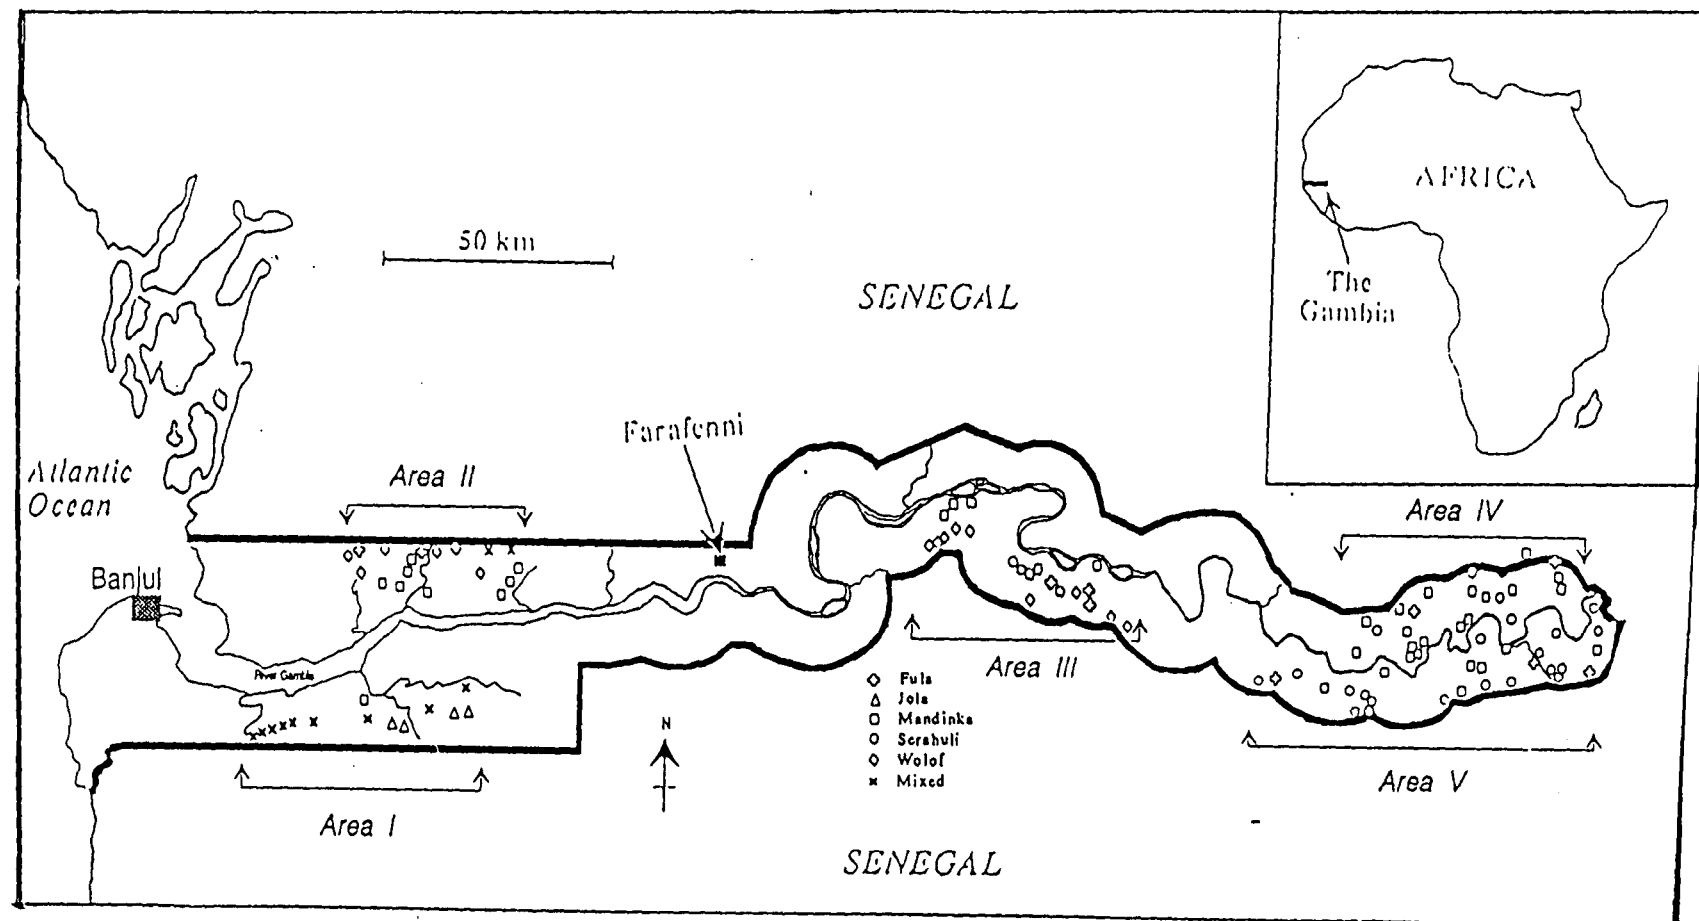 AFRICA
The
Gambia
50 km
SENEGAL
Farafenni
Atlantic
Ocean
Area II
Area IV
Banjul
River Gambia
Area III
Fula
Jola
Mandinka
Serahuli
Wolof
Mixed
N
Area V
Area I
SENEGAL